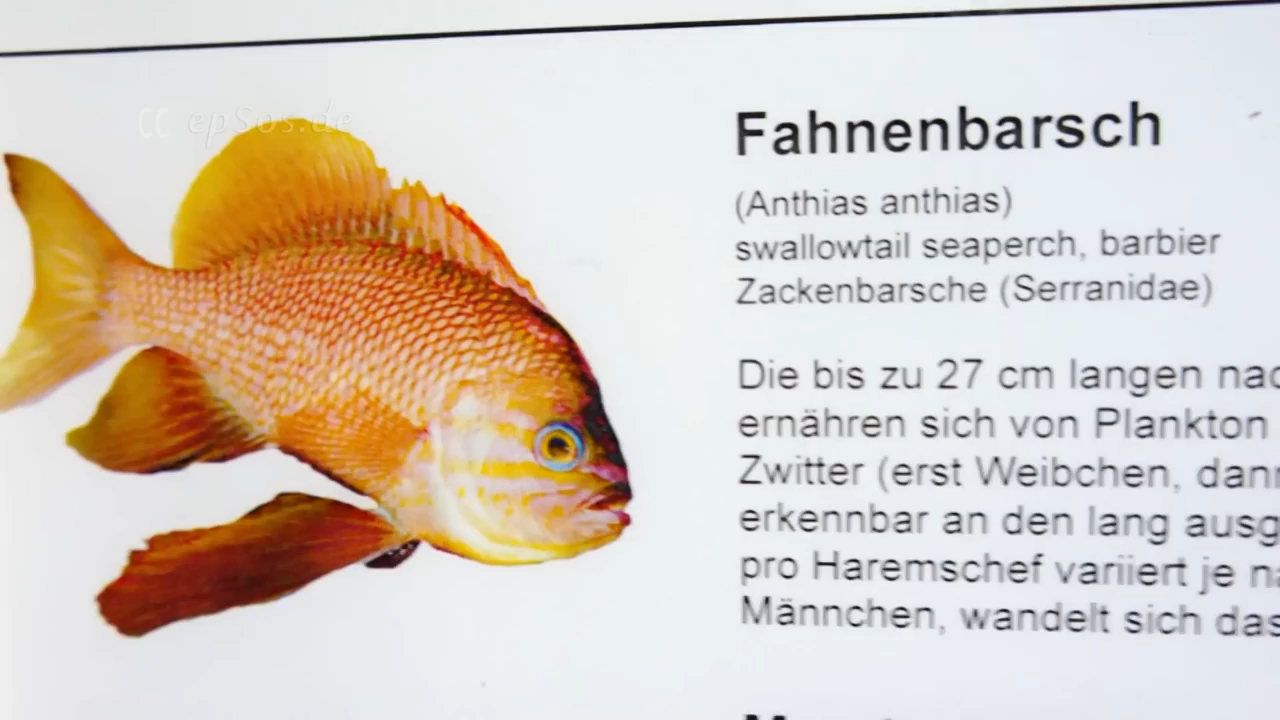 cc epSos.de
Fahnenbarsch
(Anthias anthias)
swallowtail seaperch, barbier
Zackenbarsche (Serranidae)
Die bis zu 27 cm langen
ernähren sich von Plankton
Zwitter (erst Weibchen,
erkennbar an den lang
pro Haremschef variiert je
Männchen, wandelt sich das